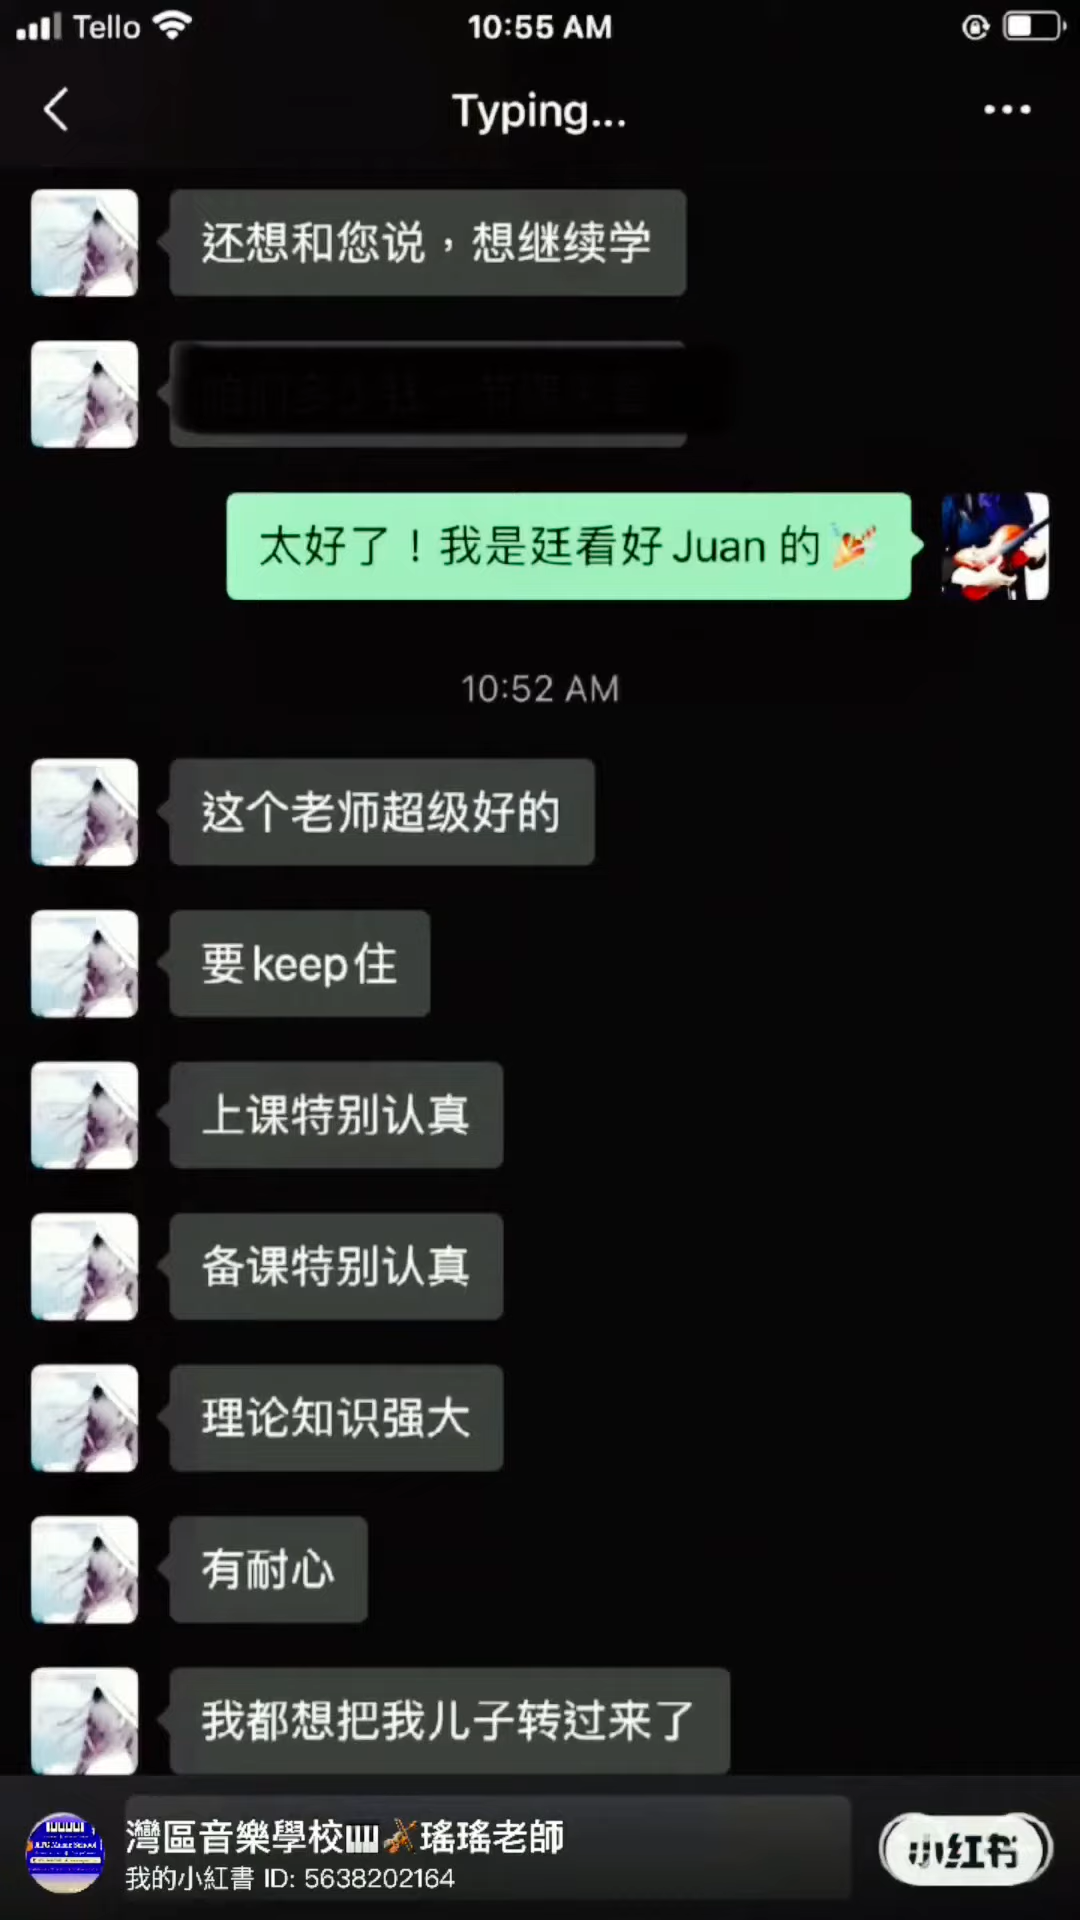 Tello
10:55 AM
Typing...
还想和您说，想继续学
太好了！我是廷看好Juan 的
10:52 AM
这个老师超级好的
要keep住
上课特别认真
备课特别认真
理论知识强大
有耐心
我都想把我儿子转过来了
灣區音樂學校🎹🎻瑤瑤老師
我的小紅書 ID: 5638202164
小红书